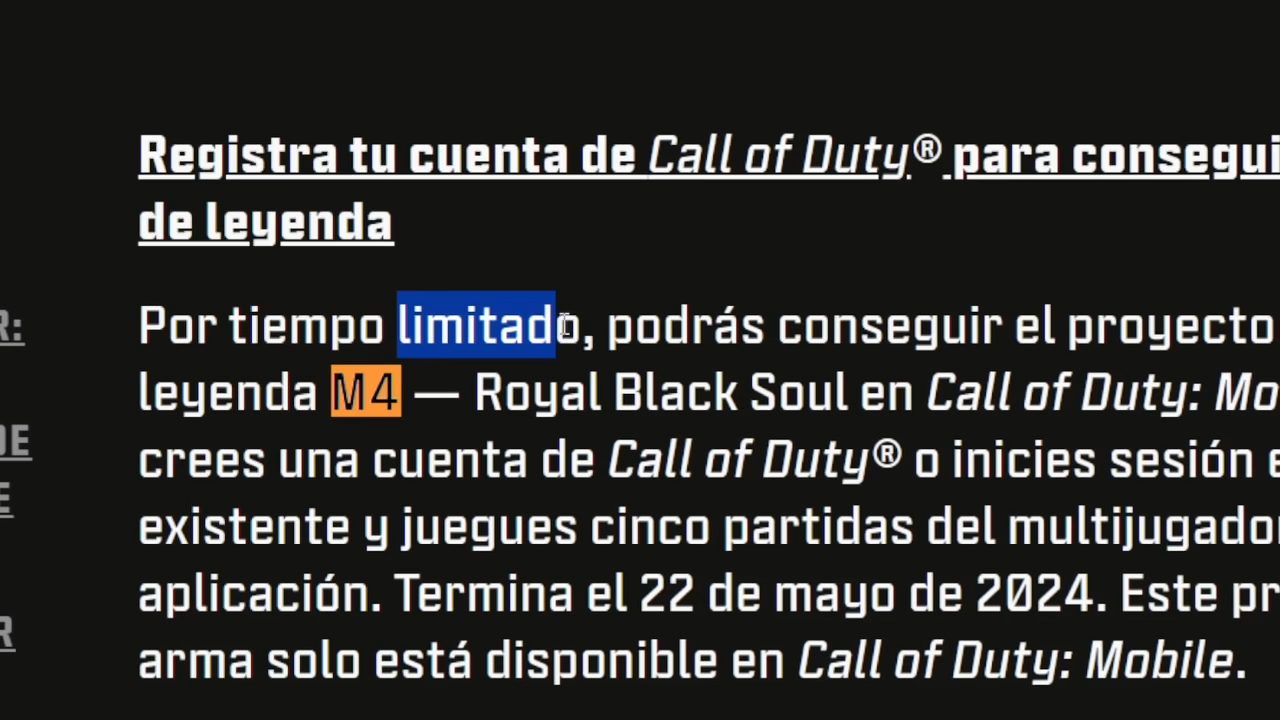 Registra tu cuenta de Call of Duty® para consegui
de leyenda
R:
Por tiempo limitado, podrás conseguir el proyecto
leyenda M4 — Royal Black Soul en Call of Duty: Mo
DE
crees una cuenta de Call of Duty® o inicies sesión e
E
existente y juegues cinco partidas del multijugador
aplicación. Termina el 22 de mayo de 2024. Este pr
R
arma solo está disponible en Call of Duty: Mobile.